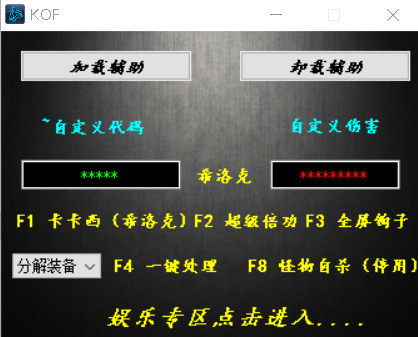 KOF
加载辅助 卸载辅助
~自定义代码 自定义伤害
***** 希洛克 *********
F1 卡卡西（希洛克）F2 超级倍功 F3 全屏钩子
分解装备 F4 一键处理 F8 怪物自杀（停用）
娱乐专区,点击进入....